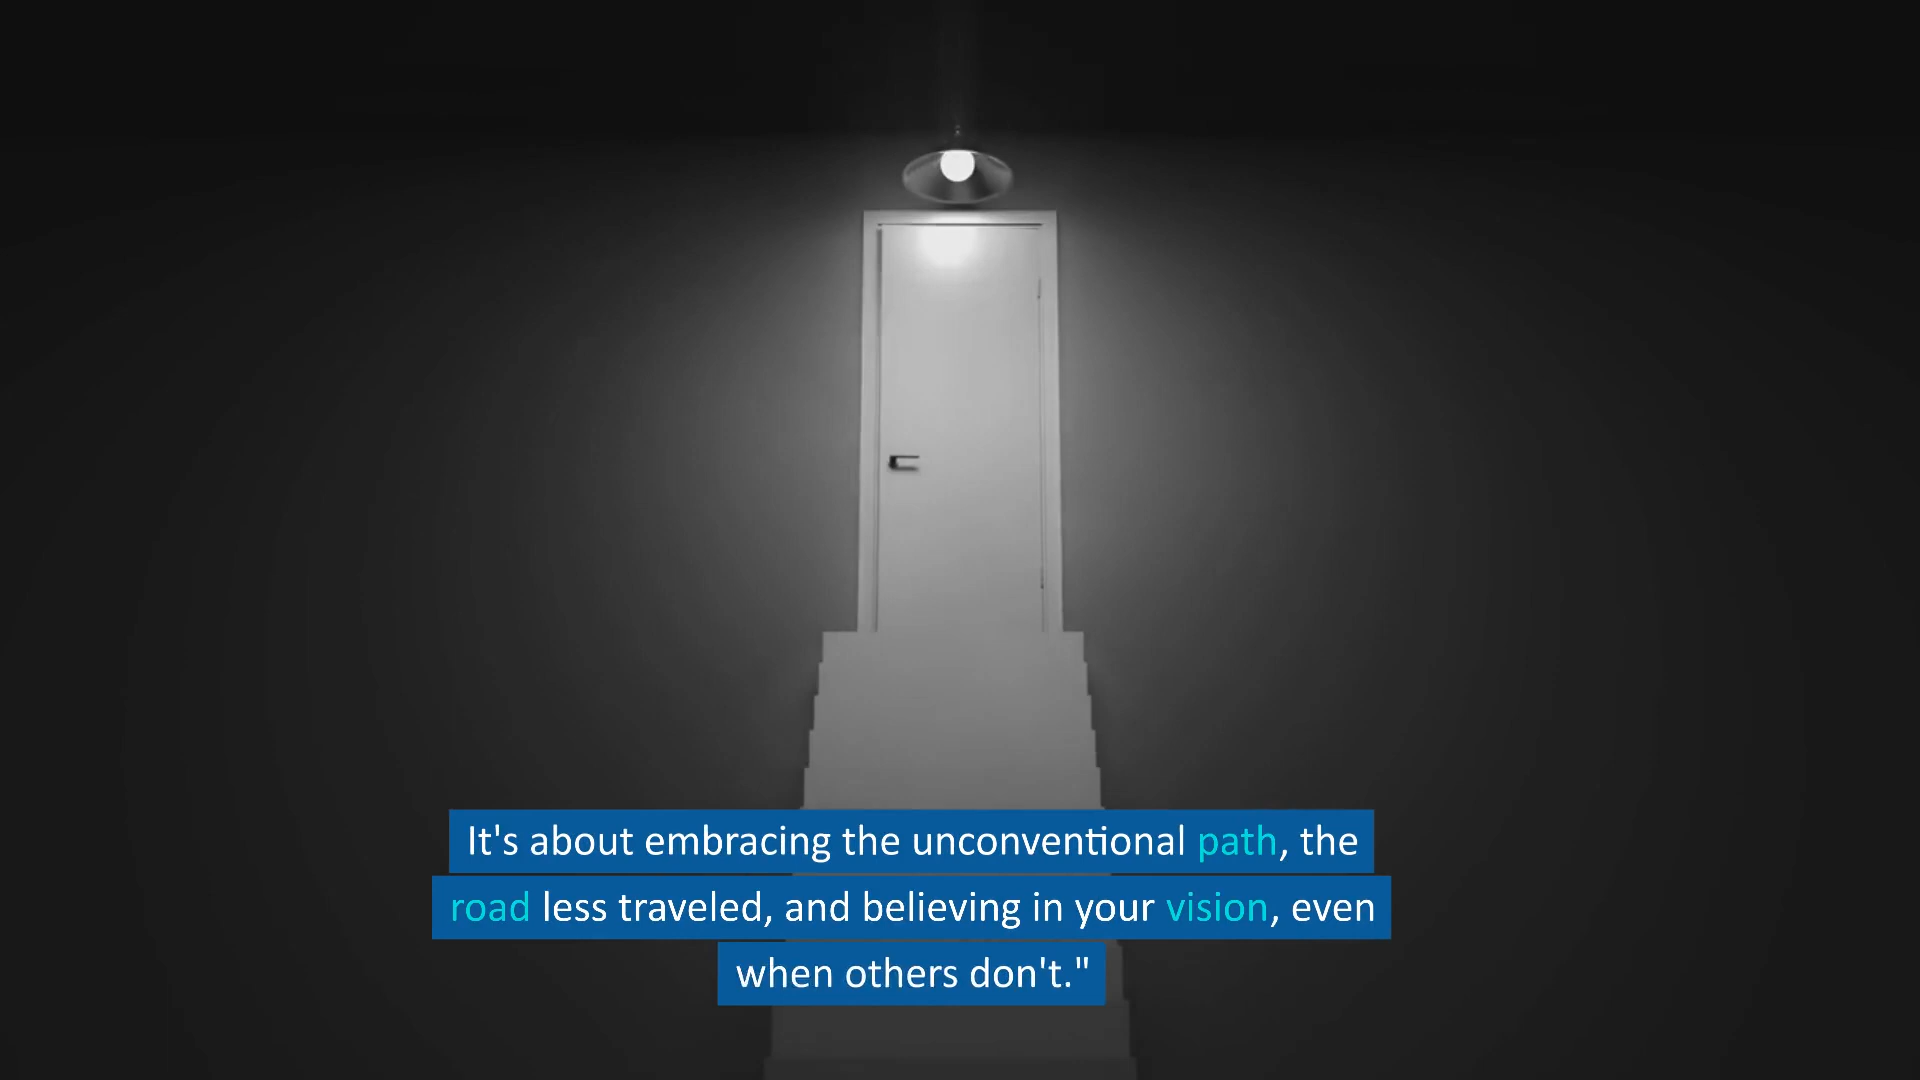 It's about embracing the unconventional path, the
road less traveled, and believing in your vision, even
when others don't."